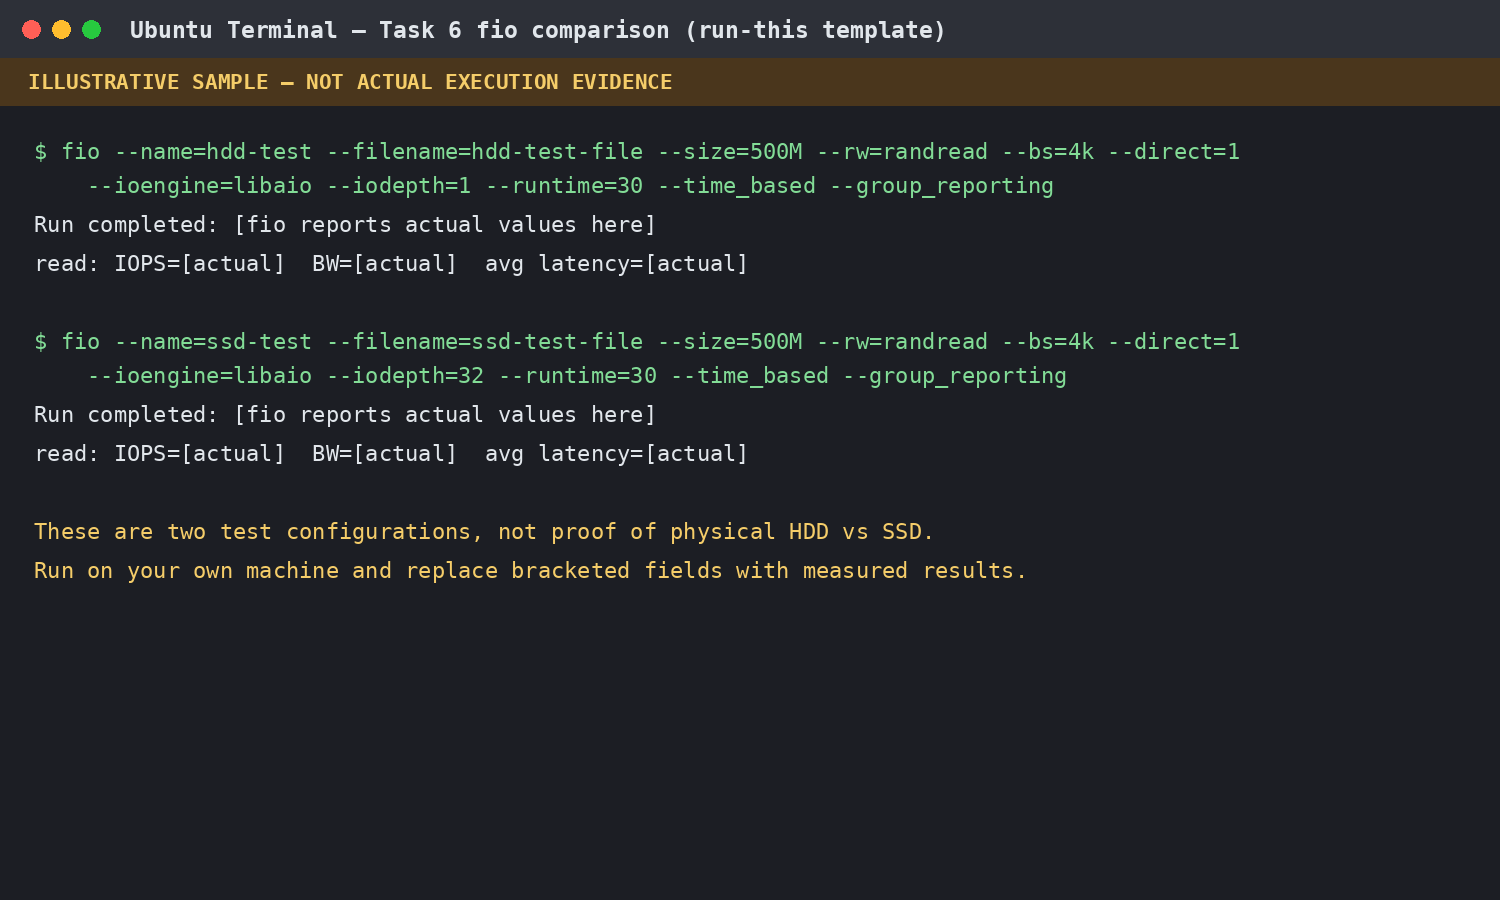 Ubuntu Terminal — Task 6 fio comparison (run-this template)
ILLUSTRATIVE SAMPLE — NOT ACTUAL EXECUTION EVIDENCE
$ fio --name=hdd-test --filename=hdd-test-file --size=500M --rw=randread --bs=4k --direct=1
--ioengine=libaio --iodepth=1 --runtime=30 --time_based --group_reporting
Run completed: [fio reports actual values here]
read: IOPS=[actual]  BW=[actual]  avg latency=[actual]
$ fio --name=ssd-test --filename=ssd-test-file --size=500M --rw=randread --bs=4k --direct=1
--ioengine=libaio --iodepth=32 --runtime=30 --time_based --group_reporting
Run completed: [fio reports actual values here]
read: IOPS=[actual]  BW=[actual]  avg latency=[actual]
These are two test configurations, not proof of physical HDD vs SSD.
Run on your own machine and replace bracketed fields with measured results.